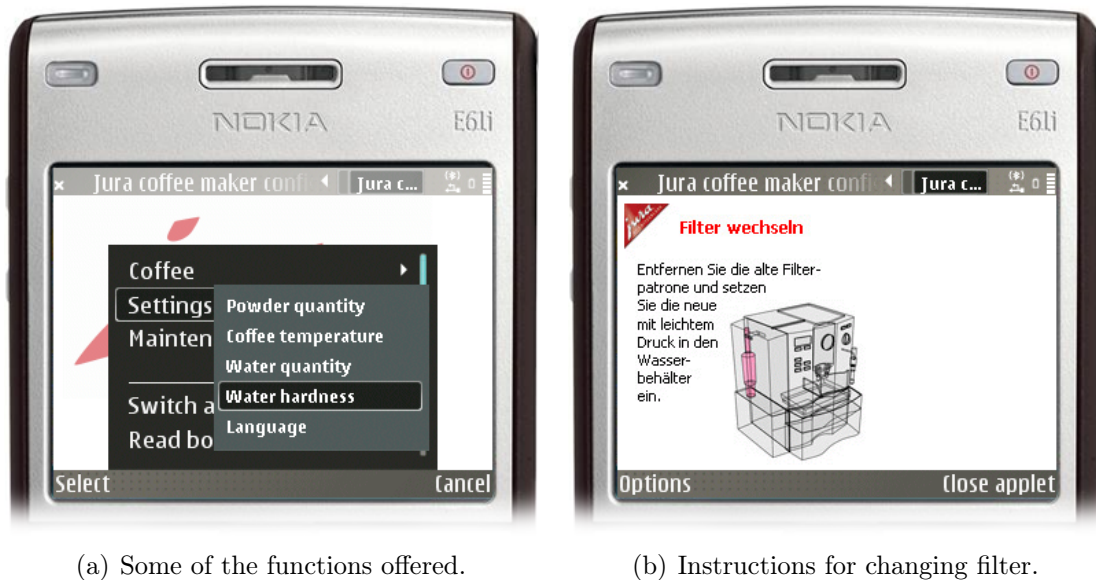 NOKIA
E61i
× Jura coffee maker confi Jura c...
Coffee
Settings
Mainten
Switch a
Read bo
Powder quantity
Coffee temperature
Water quantity
Water hardness
Language
Select Cancel
(a) Some of the functions offered.
NOKIA
E61i
× Jura coffee maker confi Jura c...
jura
Filter wechseln
Entfernen Sie die alte Filter-
patrone und setzen
Sie die neue
mit leichtem
Druck in den
Wasser-
behälter
ein.
Options Close applet
(b) Instructions for changing filter.